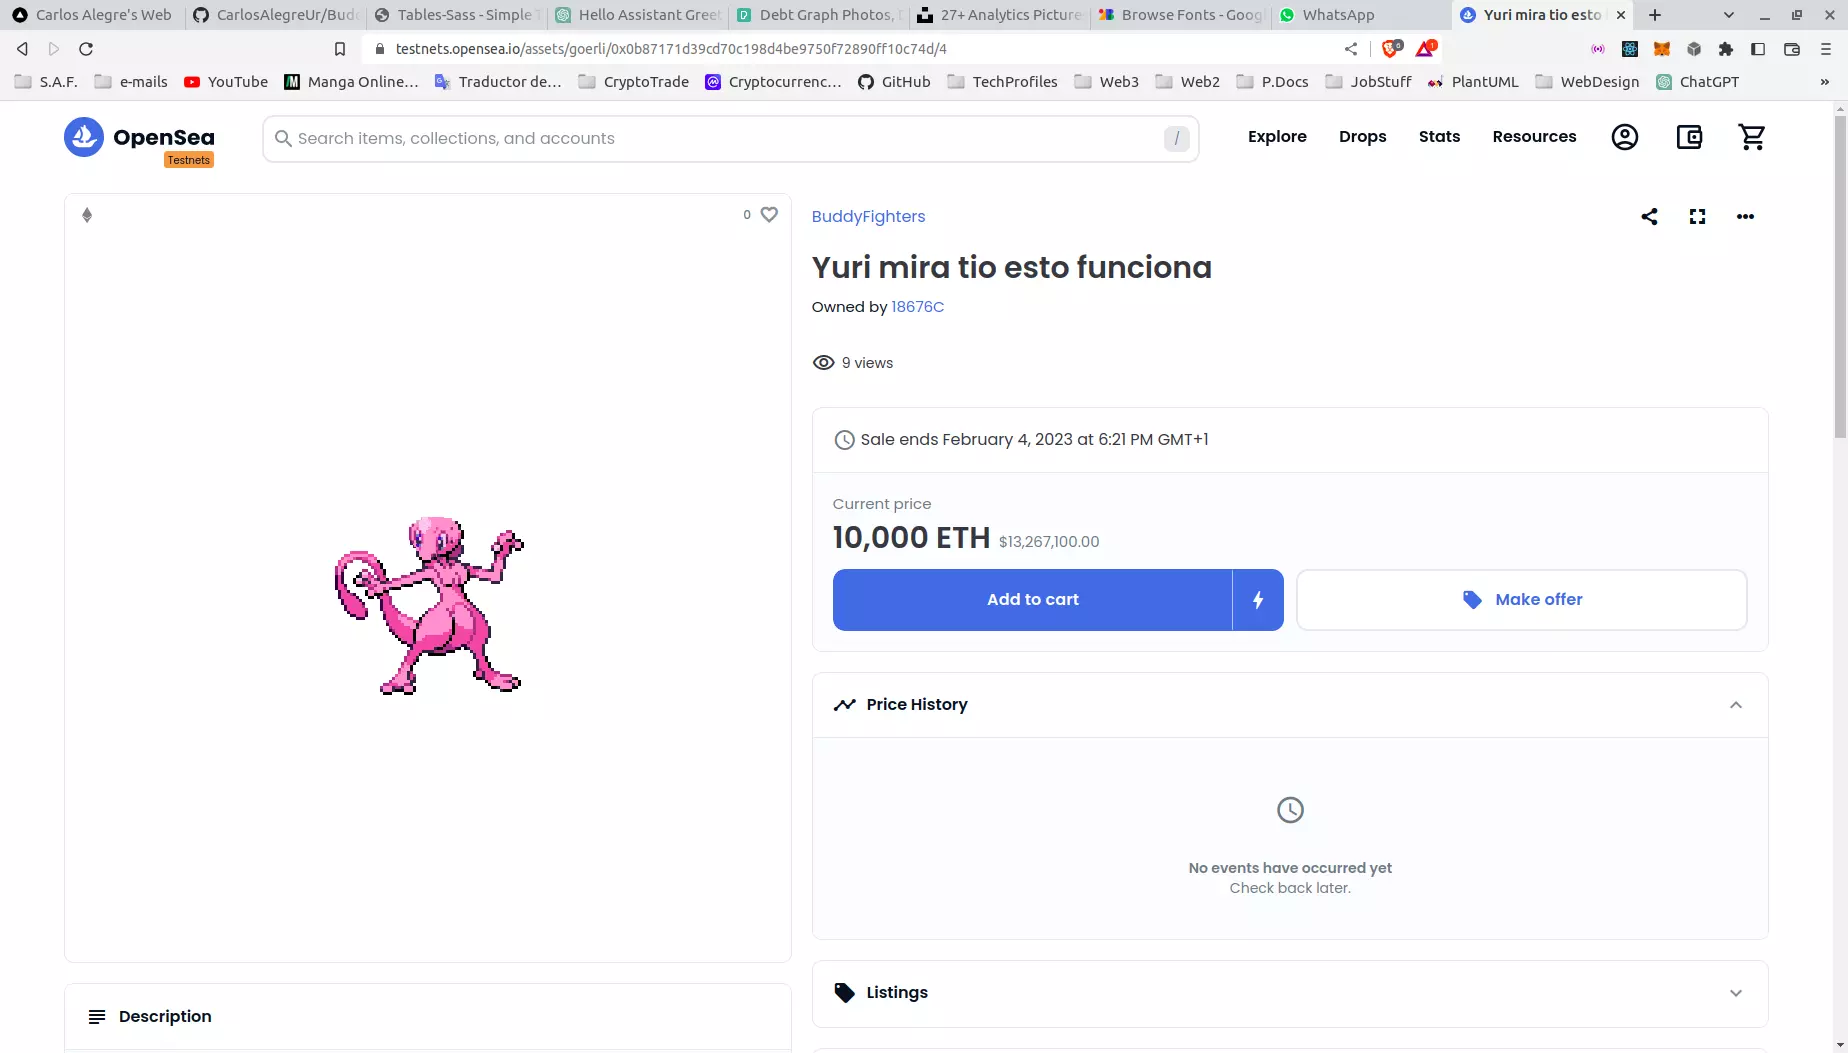 Carlos Alegre's Web
CarlosAlegreUr/Budd
Tables-Sass - Simple T
Hello Assistant Greet
Debt Graph Photos, D
27+ Analytics Picture
Browse Fonts - Googl
WhatsApp
Yuri mira tio esto
testnets.opensea.io/assets/goerli/0x0b87171d39cd70c198d4be9750f72890ff10c74d/4
6
1
S.A.F.
e-mails
YouTube
Manga Online...
Traductor de...
CryptoTrade
Cryptocurrenc...
GitHub
TechProfiles
Web3
Web2
P.Docs
JobStuff
PlantUML
WebDesign
ChatGPT
»
OpenSea
Testnets
Search items, collections, and accounts
/
Explore
Drops
Stats
Resources
0
BuddyFighters
Yuri mira tio esto funciona
Owned by 18676C
9 views
Sale ends February 4, 2023 at 6:21 PM GMT+1
Current price
10,000 ETH $13,267,100.00
Add to cart
Make offer
Price History
No events have occurred yet
Check back later.
Listings
Description